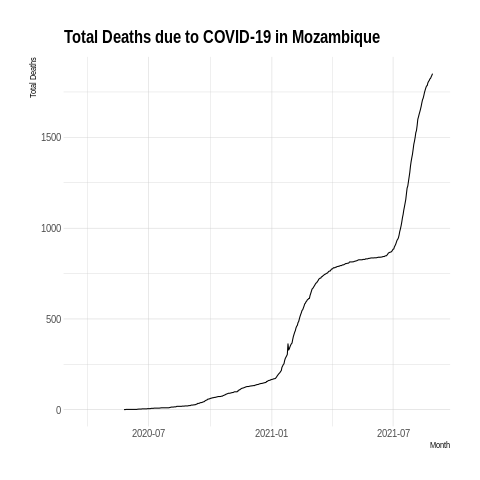 Total Deaths due to COVID-19 in Mozambique
Total Deaths
1500
1000
500
0
2020-07
2021-01
2021-07
Month